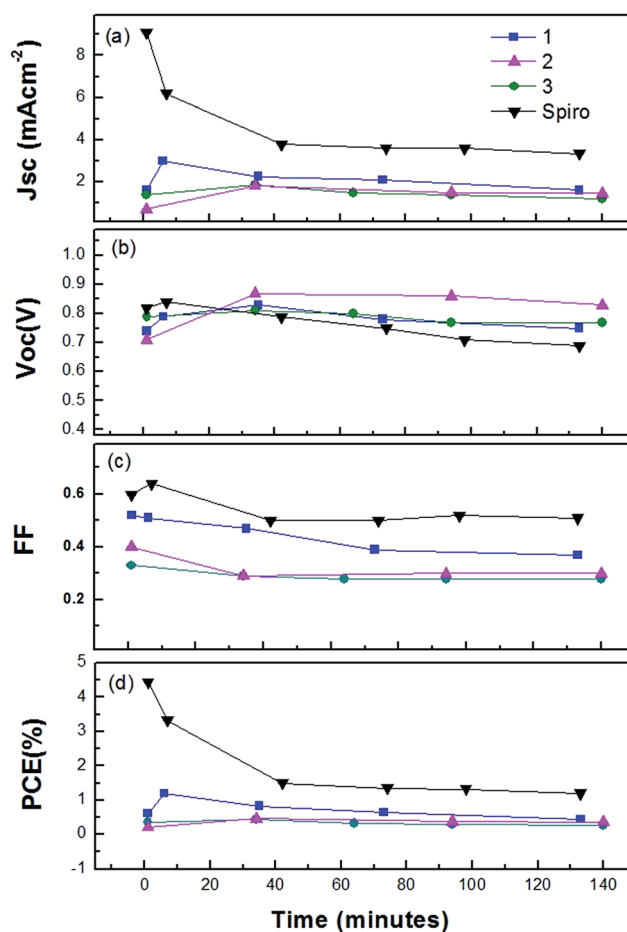 (a)
1
2
3
Spiro
8
6
4
2
Jsc (mAcm-2)
(b)
1.0
0.9
0.8
0.7
0.6
0.5
0.4
Voc(V)
(c)
0.6
0.4
0.2
FF
(d)
5
4
3
2
1
0
-1
PCE(%)
0 20 40 60 80 100 120 140
Time (minutes)